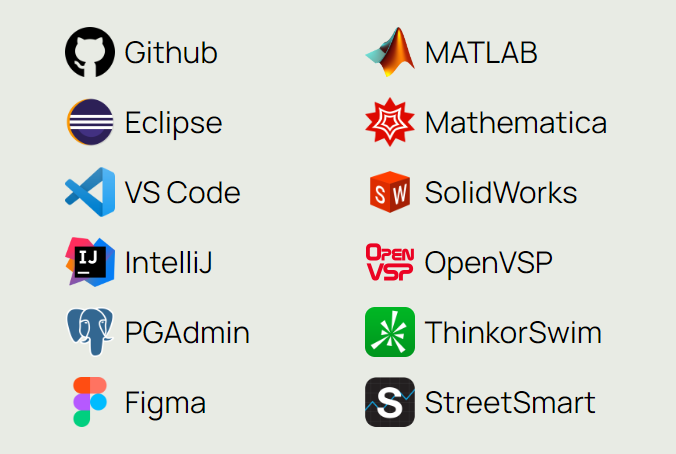 Github
Eclipse
VS Code
IJ
IntelliJ
PGAdmin
Figma
MATLAB
Mathematica
SW
SolidWorks
OPEN
VSP
OpenVSP
ThinkorSwim
S
StreetSmart